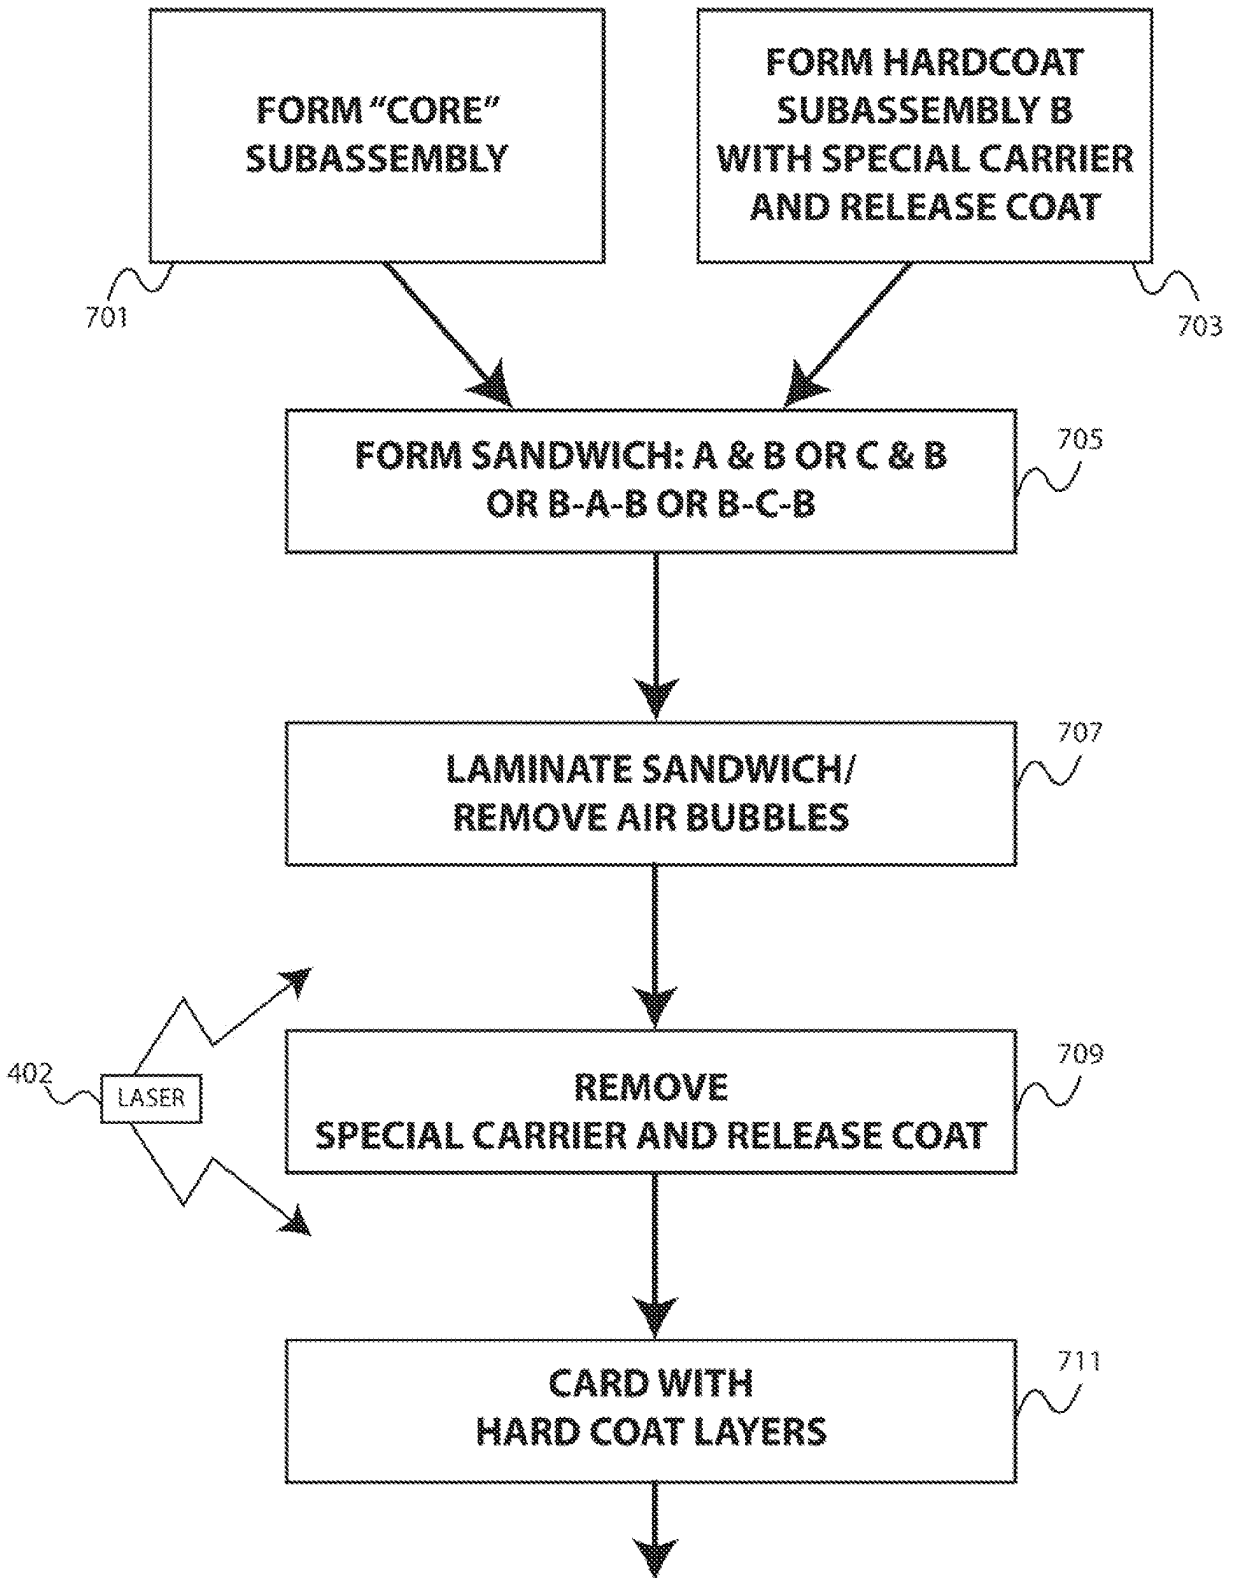 FORM “CORE”
SUBASSEMBLY
701
FORM HARDCOAT
SUBASSEMBLY B
WITH SPECIAL CARRIER
AND RELEASE COAT
703
FORM SANDWICH: A & B OR C & B
OR B-A-B OR B-C-B
705
LAMINATE SANDWICH/
REMOVE AIR BUBBLES
707
402
LASER
REMOVE
SPECIAL CARRIER AND RELEASE COAT
709
CARD WITH
HARD COAT LAYERS
711